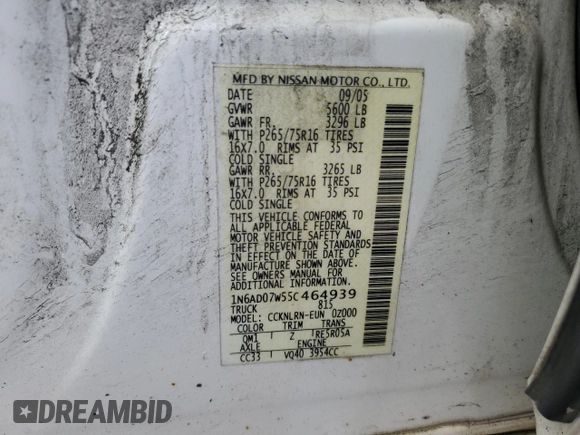 MFD BY NISSAN MOTOR CO., LTD.
DATE 09/05
GVWR 5600 LB
GAWR FR. 3296 LB
WITH P265/75R16 TIRES
16X7.0 RIMS AT 35 PSI
COLD SINGLE
GAWR RR. 3265 LB
WITH P265/75R16 TIRES
16X7.0 RIMS AT 35 PSI
COLD SINGLE
THIS VEHICLE CONFORMS TO
ALL APPLICABLE FEDERAL
MOTOR VEHICLE SAFETY AND
THEFT PREVENTION STANDARDS
IN EFFECT ON THE DATE OF
MANUFACTURE SHOWN ABOVE.
SEE OWNERS MANUAL FOR
ADDITIONAL INFORMATION.
1N6AD07W55C464939
TRUCK 815
MODEL: CCKNLRN-EUN 0Z000
COLOR TRIM TRANS
QM1 Z RE5R05A
AXLE ENGINE
CC33 VQ40 3954CC
DREAMBID